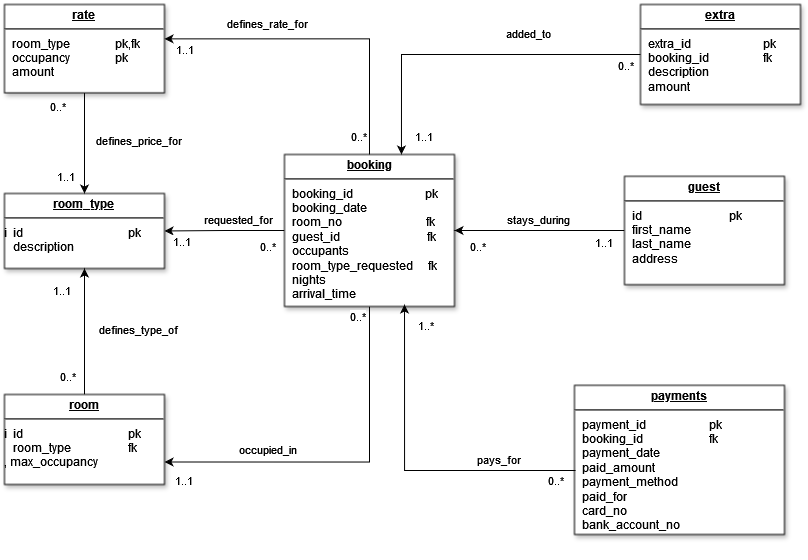 rate
room_type pk,fk
occupancy pk
amount
defines_rate_for
1..1
0..*
0..*
defines_price_for
1..1
added_to
0..*
1..1
extra
extra_id pk
booking_id fk
description
amount
room_type
i id pk
description
requested_for
1..1
0..*
booking
booking_id pk
booking_date
room_no fk
guest_id fk
occupants
room_type_requested fk
nights
arrival_time
stays_during
0..*
1..1
guest
id pk
first_name
last_name
address
1..1
defines_type_of
0..*
0..*
1..*
room
i id pk
room_type fk
, max_occupancy
occupied_in
1..1
pays_for
0..*
payments
payment_id pk
booking_id fk
payment_date
paid_amount
payment_method
paid_for
card_no
bank_account_no